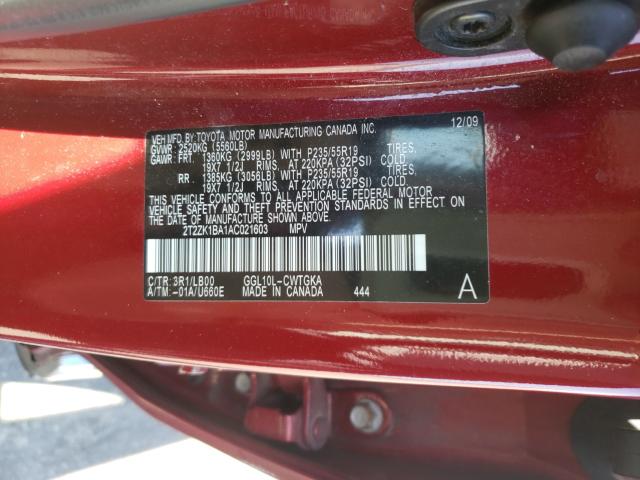 VEH MFD. BY: TOYOTA MOTOR MANUFACTURING CANADA INC. 12/09
GVWR: 2520KG (5560LB)
GAWR: FRT. 1360KG (2999LB) WITH P235/55R19 TIRES,
19X7 1/2J RIMS, AT 220KPA (32PSI) COLD
RR 1385KG (3056LB) WITH P235/55R19 TIRES,
19X7 1/2J RIMS, AT 220KPA (32PSI) COLD
THIS VEHICLE CONFORMS TO ALL APPLICABLE FEDERAL MOTOR
VEHICLE SAFETY AND THEFT PREVENTION STANDARDS IN EFFECT ON
THE DATE OF MANUFACTURE SHOWN ABOVE.
2T2ZK1BA1AC021603 MPV
C/TR: 3R1/LB00 GGL10L-CWTGKA
A/TM: -01A/U660E MADE IN CANADA 444 A